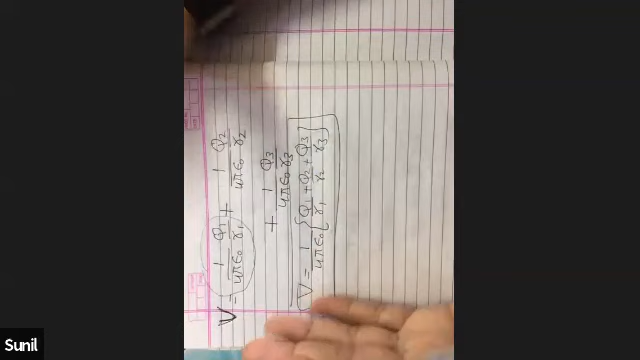 V = 1/4πε₀ Q₁/r₁ + 1/4πε₀ Q₂/r₂
+ 1/4πε₀ Q₃/r₃
V = 1/4πε₀ [Q₁/r₁ + Q₂/r₂ + Q₃/r₃]
Sunil